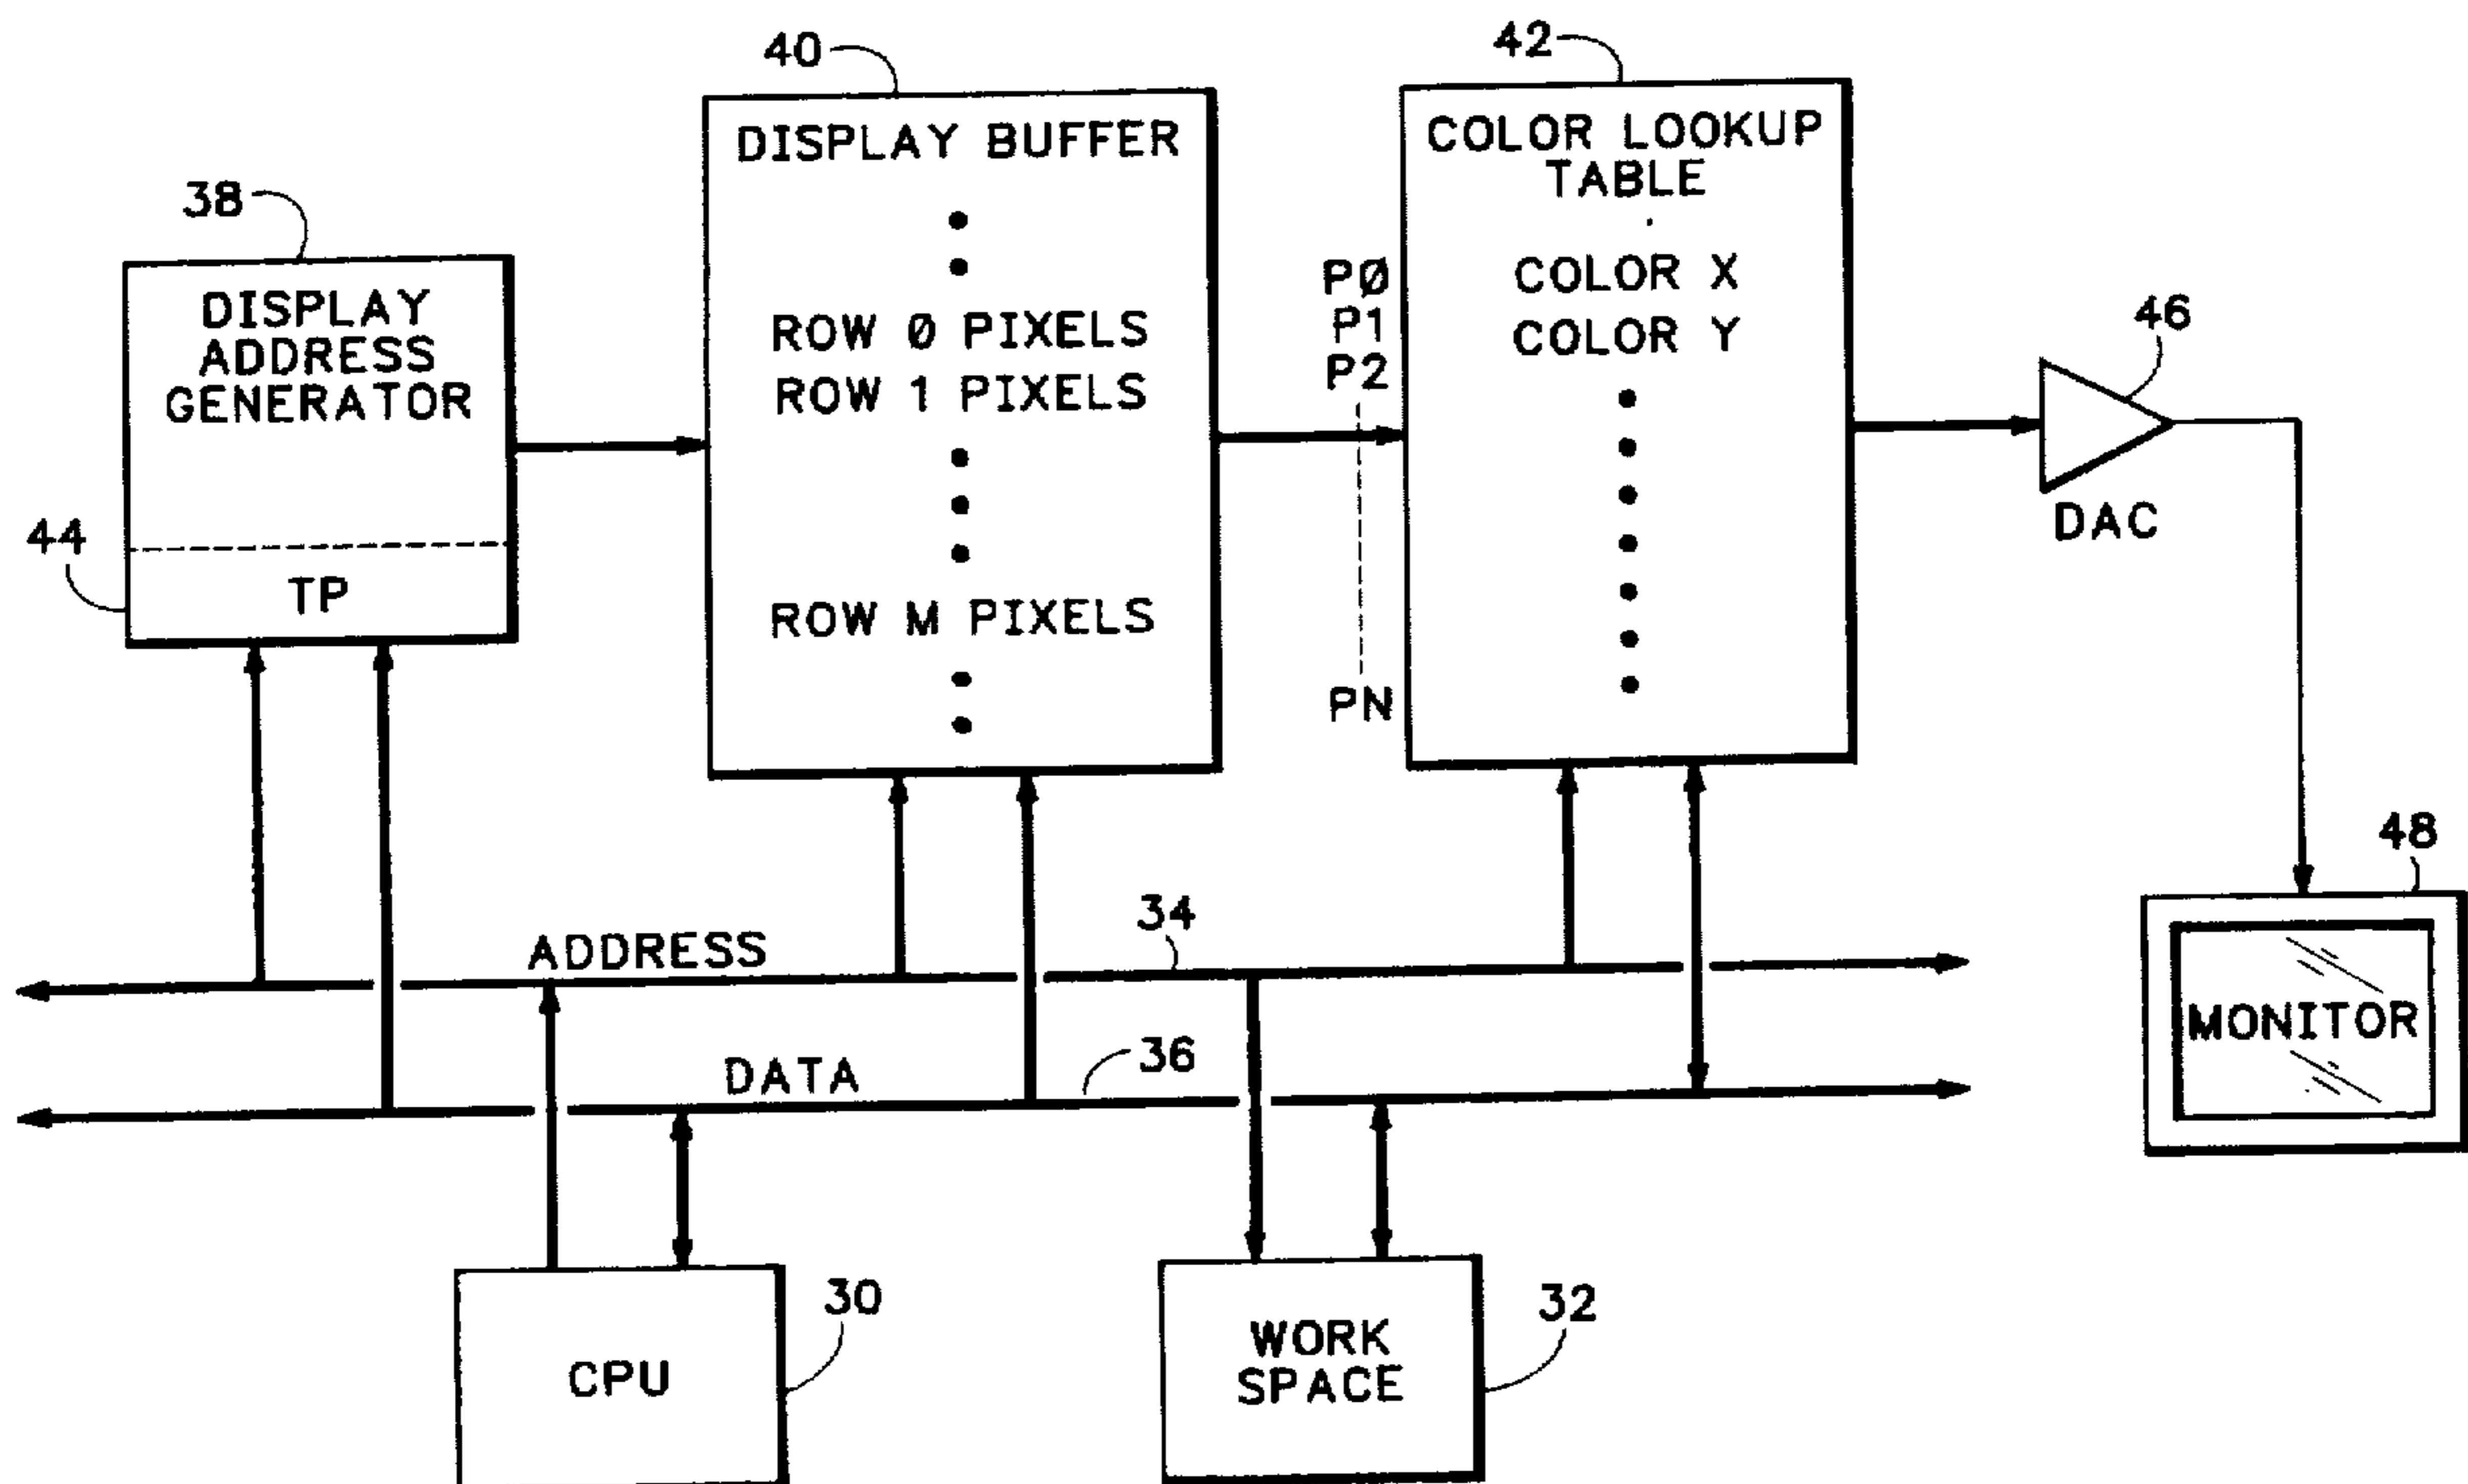 40
42
DISPLAY BUFFER
COLOR LOOKUP
TABLE
38
DISPLAY
ADDRESS
GENERATOR
ROW 0 PIXELS
ROW 1 PIXELS
P0
P1
P2
COLOR X
COLOR Y
46
DAC
44
TP
ROW M PIXELS
PN
48
34
ADDRESS
MONITOR
36
DATA
30
32
CPU
WORK
SPACE